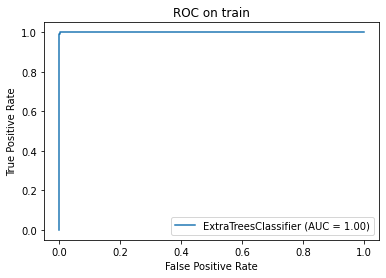 ROC on train
1.0
0.8
0.6
0.4
0.2
0.0
True Positive Rate
ExtraTreesClassifier (AUC = 1.00)
0.0 0.2 0.4 0.6 0.8 1.0
False Positive Rate